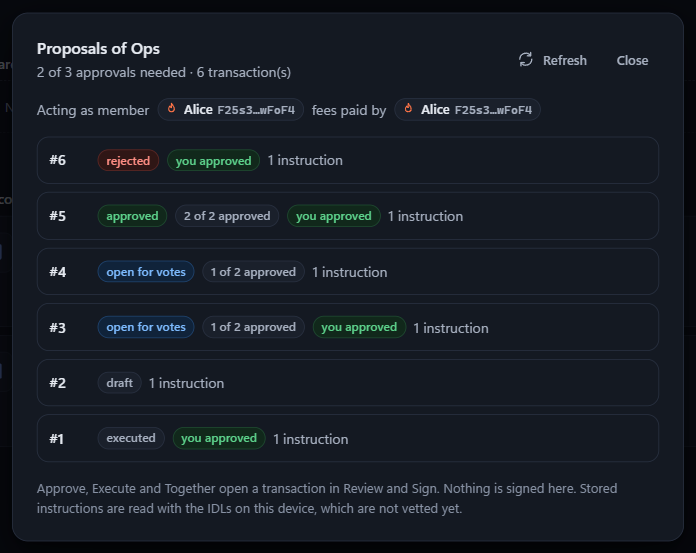 Proposals of Ops
2 of 3 approvals needed · 6 transaction(s)
Refresh
Close
Acting as member Alice F25s3…wFoF4 fees paid by Alice F25s3…wFoF4
#6 rejected you approved 1 instruction
#5 approved 2 of 2 approved you approved 1 instruction
#4 open for votes 1 of 2 approved 1 instruction
#3 open for votes 1 of 2 approved you approved 1 instruction
#2 draft 1 instruction
#1 executed you approved 1 instruction
Approve, Execute and Together open a transaction in Review and Sign. Nothing is signed here. Stored
instructions are read with the IDLs on this device, which are not vetted yet.